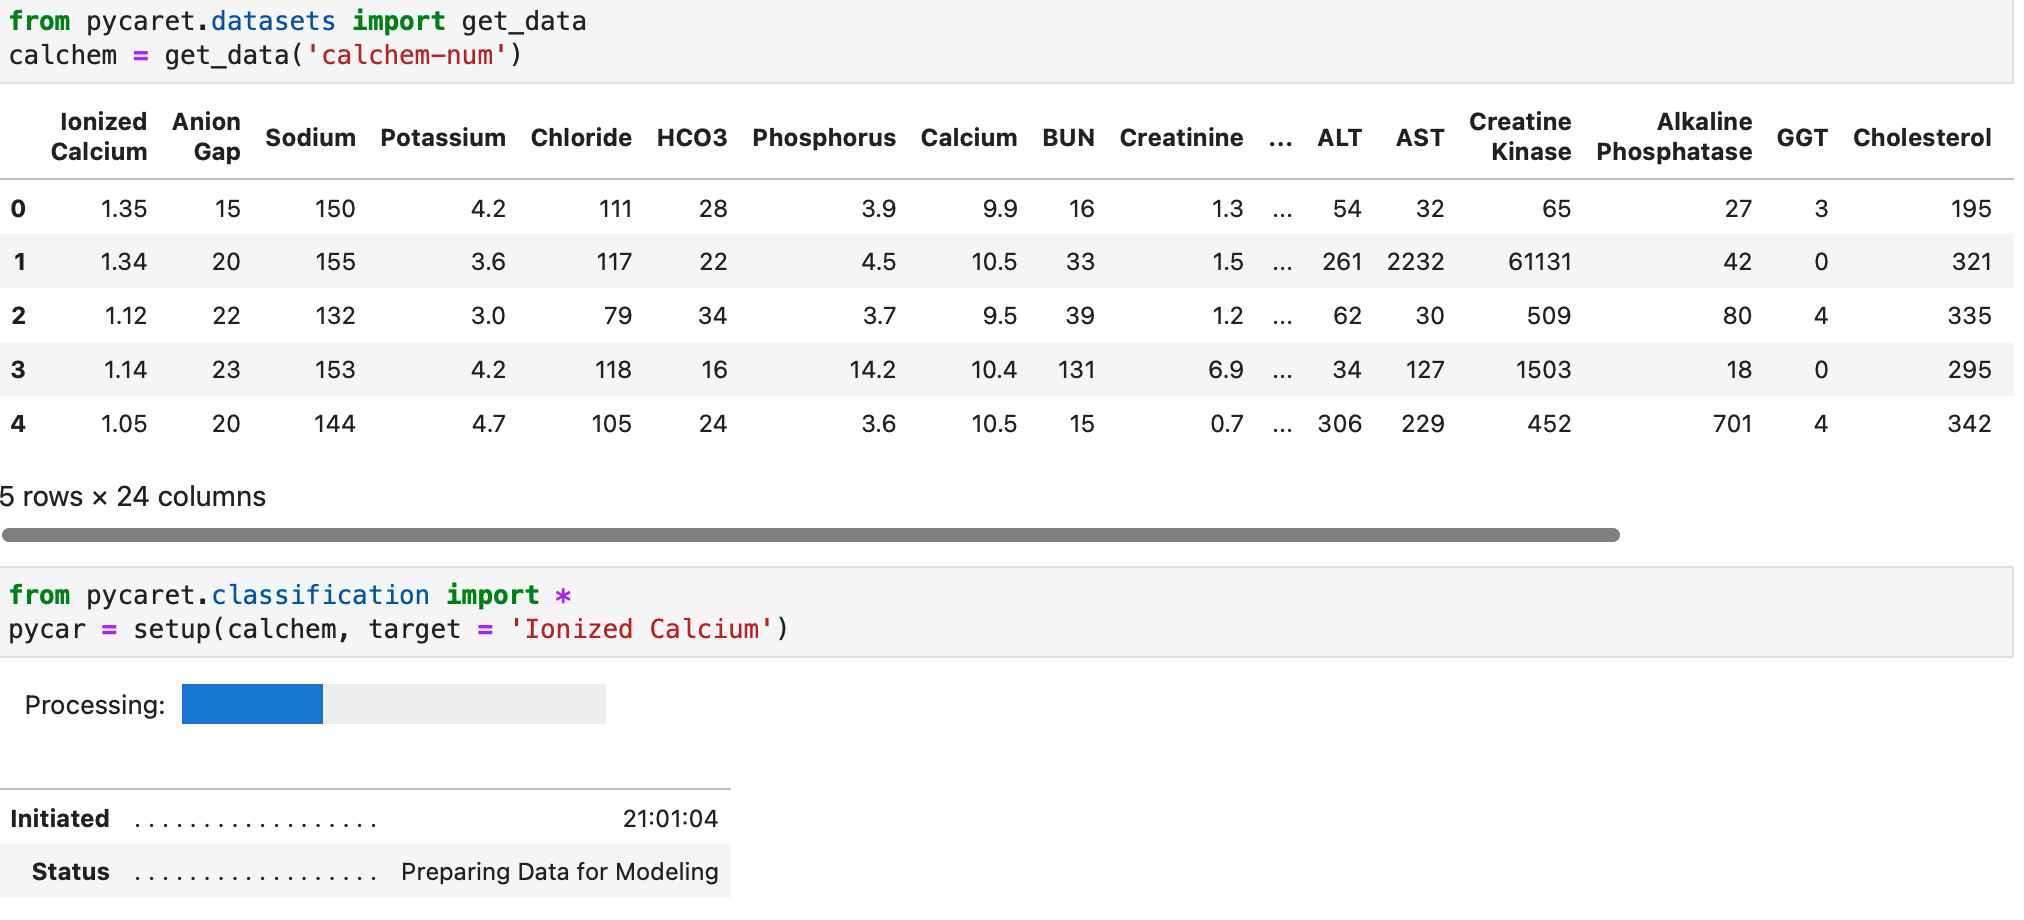 from pycaret.datasets import get_data
calchem = get_data('calchem-num')
Ionized Calcium Anion Gap Sodium Potassium Chloride HCO3 Phosphorus Calcium BUN Creatinine ... ALT AST Creatine Kinase Alkaline Phosphatase GGT Cholesterol
0 1.35 15 150 4.2 111 28 3.9 9.9 16 1.3 ... 54 32 65 27 3 195
1 1.34 20 155 3.6 117 22 4.5 10.5 33 1.5 ... 261 2232 61131 42 0 321
2 1.12 22 132 3.0 79 34 3.7 9.5 39 1.2 ... 62 30 509 80 4 335
3 1.14 23 153 4.2 118 16 14.2 10.4 131 6.9 ... 34 127 1503 18 0 295
4 1.05 20 144 4.7 105 24 3.6 10.5 15 0.7 ... 306 229 452 701 4 342
5 rows × 24 columns
from pycaret.classification import *
pycar = setup(calchem, target = 'Ionized Calcium')
Processing:
Initiated . . . . . . . . . . . . . . . . . . 21:01:04
Status . . . . . . . . . . . . . . . . . . Preparing Data for Modeling